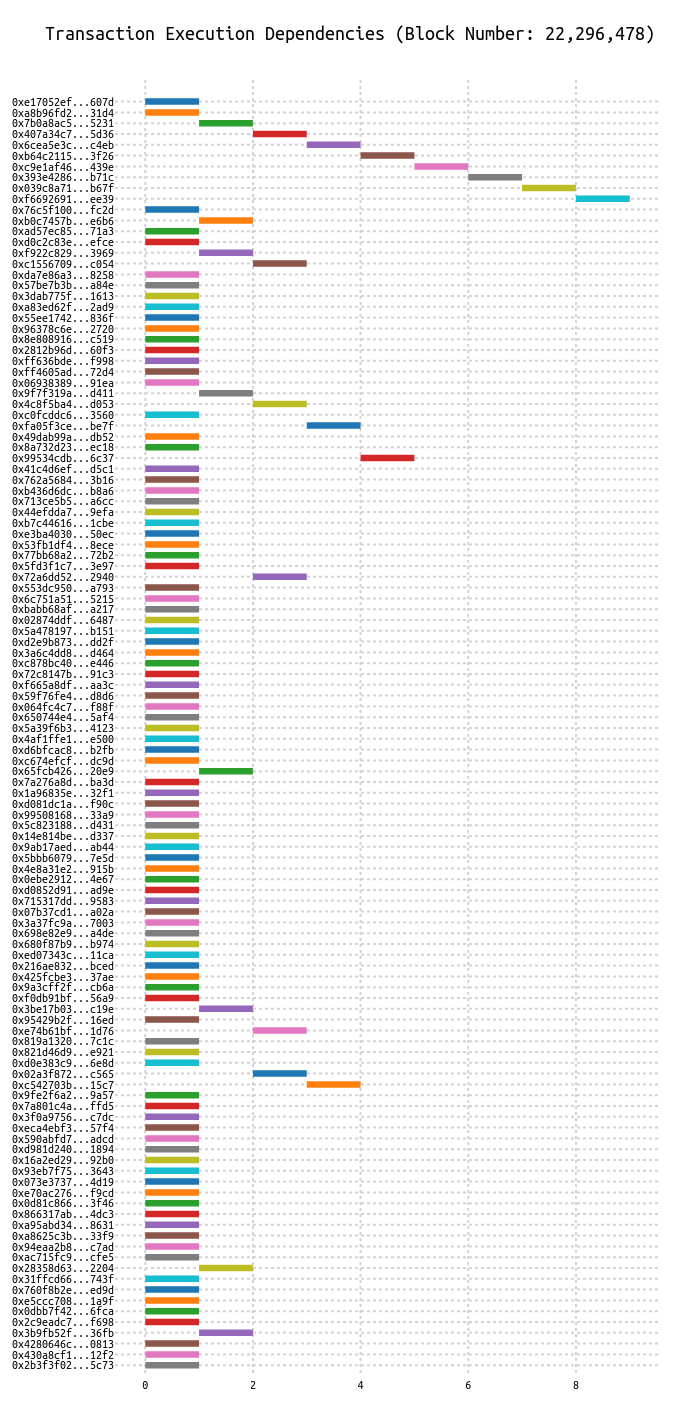 Transaction Execution Dependencies (Block Number: 22,296,478)
0xe17052ef...607d
0xa8b96fd2...31d4
0x7b0a8ac5...5231
0x407a34c7...5d36
0x6cea5e3c...c4eb
0xb64c2115...3f26
0xc9e1af46...439e
0x393e4286...b71c
0x039c8a71...b67f
0xf6692691...ee39
0x76c5f100...fc2d
0xb0c7457b...e6b6
0xad57ec85...71a3
0xd0c2c83e...efce
0xf922c829...3969
0xc1556709...c054
0xda7e86a3...8258
0x57be7b3b...a84e
0x3dab775f...1613
0xa83ed62f...2ad9
0x55ee1742...836f
0x96378c6e...2720
0x8e808916...c519
0x2812b96d...60f3
0xff636bde...f998
0xff4605ad...72d4
0x06938389...91ea
0x9f7f319a...d411
0x4c8f5ba4...d053
0xc0fcddc6...3560
0xfa05f3ce...be7f
0x49dab99a...db52
0x8a732d23...ec18
0x99534cdb...6c37
0x41c4d6ef...d5c1
0x762a5684...3b16
0xb436d6dc...b8a6
0x713ce5b5...a6cc
0x44efdda7...9efa
0xb7c44616...1cbe
0xe3ba4030...50ec
0x53fb1df4...8ece
0x77bb68a2...72b2
0x5fd3f1c7...3e97
0x72a6dd52...2940
0x553dc950...a793
0x6c751a51...5215
0xbabb68af...a217
0x02874ddf...6487
0x5a478197...b151
0xd2e9b873...dd2f
0x3a6c4dd8...d464
0xc878bc40...e446
0x72c8147b...91c3
0xf665a8df...aa3c
0x59f76fe4...d8d6
0x064fc4c7...f88f
0x650744e4...5af4
0x5a39f6b3...4123
0x4af1ffe1...e500
0xd6bfcac8...b2fb
0xc674efcf...dc9d
0x65fcb426...20e9
0x7a276a8d...ba3d
0x1a96835e...32f1
0xd081dc1a...f90c
0x99508168...33a9
0x5c823188...d431
0x14e814be...d337
0x9ab17aed...ab44
0x5bbb6079...7e5d
0x4e8a31e2...915b
0x0ebe2912...4e67
0xd0852d91...ad9e
0x715317dd...9583
0x07b37cd1...a02a
0x3a37fc9a...7003
0x698e82e9...a4de
0x680f87b9...b974
0xed07343c...11ca
0x216ae832...bced
0x425fcbe3...37ae
0x9a3cff2f...cb6a
0xf0db91bf...56a9
0x3be17b03...c19e
0x95429b2f...16ed
0xe74b61bf...1d76
0x819a1320...7c1c
0x821d46d9...e921
0xd0e383c9...6e8d
0x02a3f872...c565
0xc542703b...15c7
0x9fe2f6a2...9a57
0x7a801c4a...ffd5
0x3f0a9756...c7dc
0xeca4ebf3...57f4
0x590abfd7...adcd
0xd981d240...1894
0x16a2ed29...92b0
0x93eb7f75...3643
0x073e3737...4d19
0xe70ac276...f9cd
0x0d81c866...3f46
0x866317ab...4dc3
0xa95abd34...8631
0xa8625c3b...33f9
0x94eaa2b8...c7ad
0xac715fc9...cfe5
0x28358d63...2204
0x31ffcd66...743f
0x760f8b2e...ed9d
0xe5ccc708...1a9f
0x0dbb7f42...6fca
0x2c9eadc7...f698
0x3b9fb52f...36fb
0x4280646c...0813
0x430a8cf1...12f2
0x2b3f3f02...5c73
0 2 4 6 8